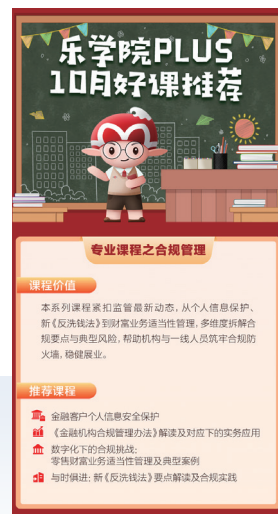 乐学院PLUS
10月好课推荐
专业课程之合规管理
课程价值
本系列课程紧扣监管最新动态，从个人信息保护、
新《反洗钱法》到财富业务适当性管理，多维度拆解合
规要点与典型风险，帮助机构与一线人员筑牢合规防
火墙，稳健展业。
推荐课程
金融客户个人信息安全保护
《金融机构合规管理办法》解读及对应下的实务应用
数字化下的合规挑战：
零售财富业务适当性管理及典型案例
与时俱进：新《反洗钱法》要点解读及合规实践